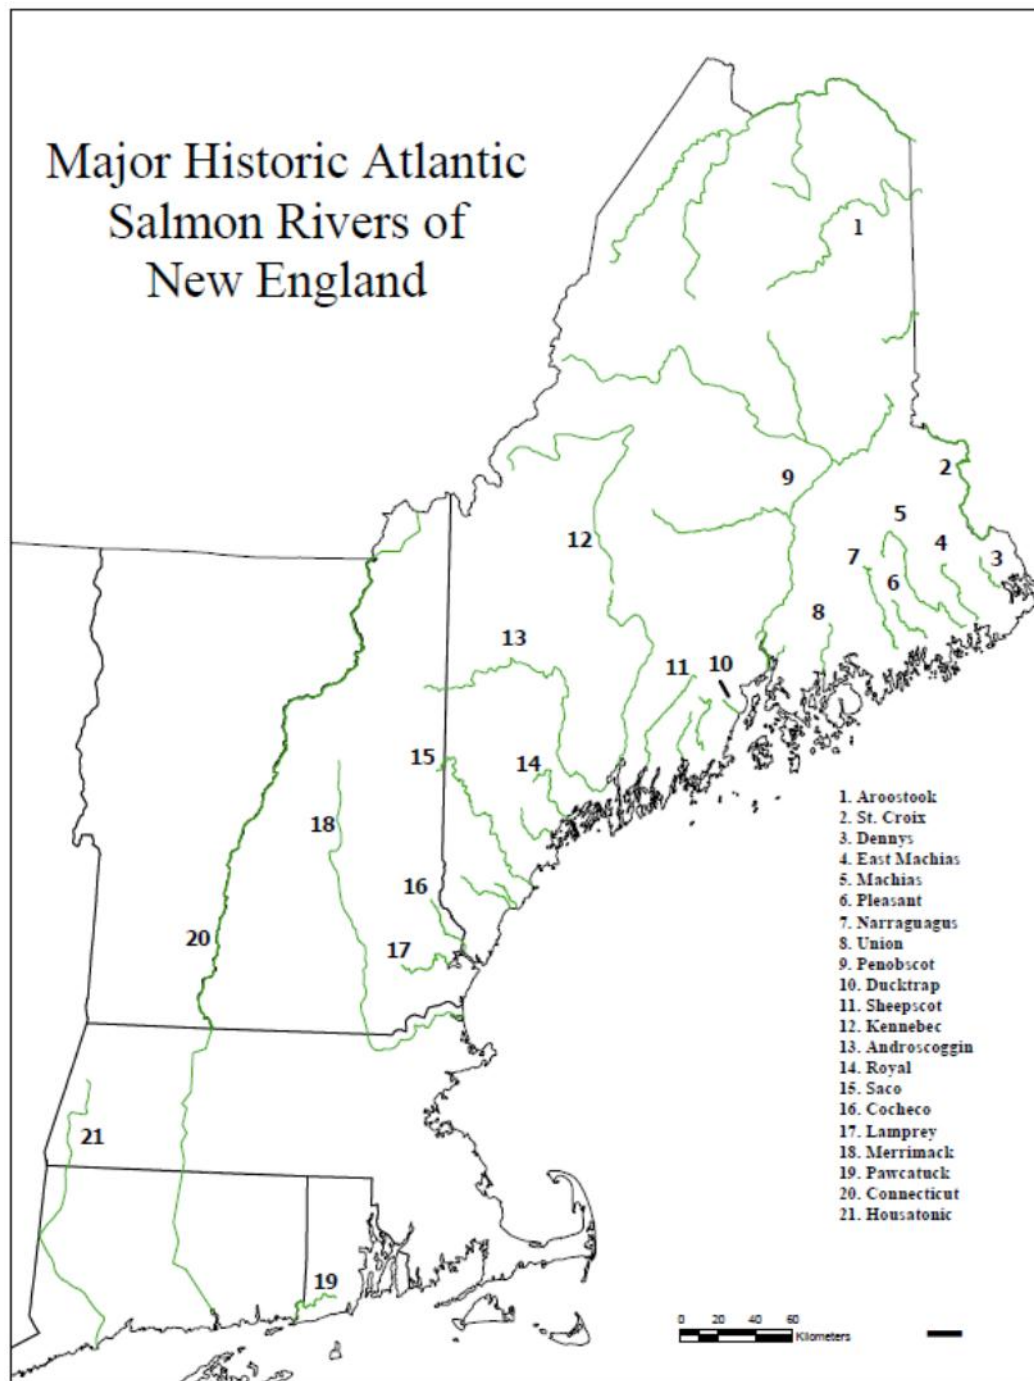 Major Historic Atlantic
Salmon Rivers of
New England
1
2
9
5
4
3
12
7
6
8
13
10
11
15
14
18
16
20
17
21
19
1. Aroostook
2. St. Croix
3. Dennys
4. East Machias
5. Machias
6. Pleasant
7. Narraguagus
8. Union
9. Penobscot
10. Ducktrap
11. Sheepscot
12. Kennebec
13. Androscoggin
14. Royal
15. Saco
16. Cocheco
17. Lamprey
18. Merrimack
19. Pawcatuck
20. Connecticut
21. Housatonic
0 20 40 60
Kilometers